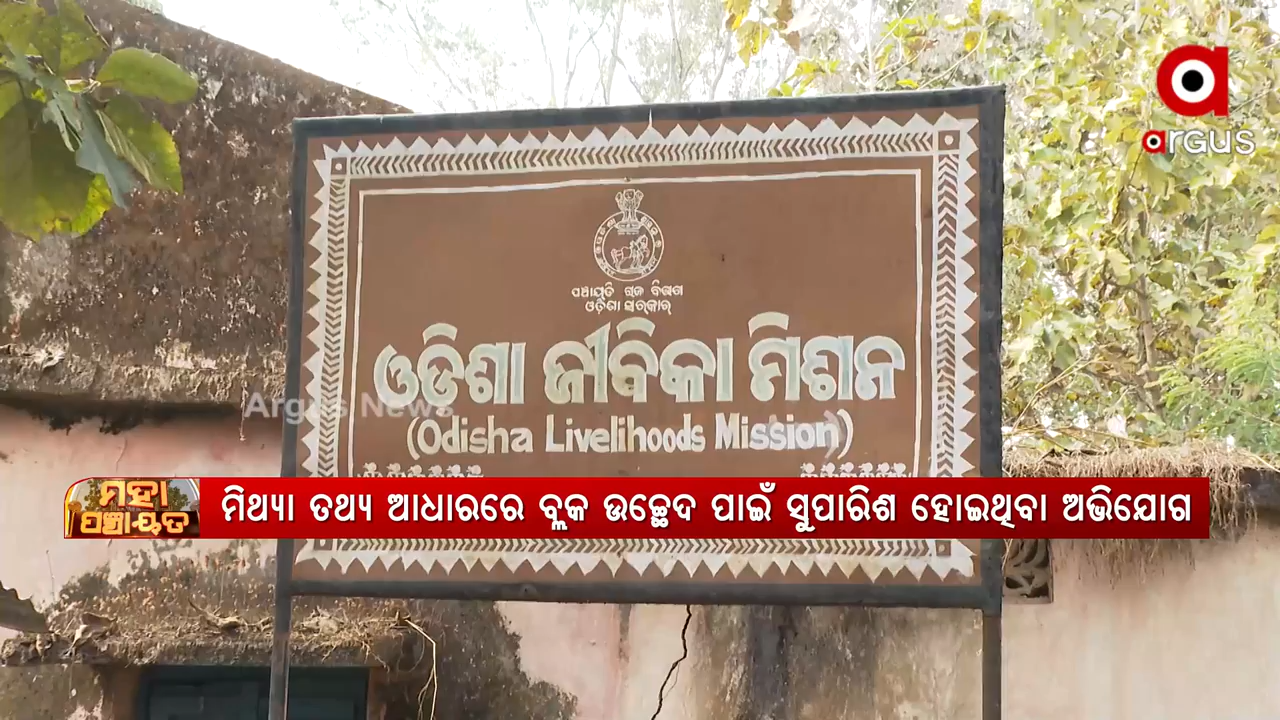 argus
ପଞ୍ଚାୟତି ରାଜ ବିଭାଗ
ଓଡ଼ିଶା ସରକାର
ଓଡିଶା ଜୀବିକା ମିଶନ
Argus News
(Odisha Livelihoods Mission)
ମହା
ପଞ୍ଚାୟତ
ମିଥ୍ୟା ତଥ୍ୟ ଆଧାରରେ ବ୍ଲକ ଉଚ୍ଛେଦ ପାଇଁ ସୁପାରିଶ ହୋଇଥିବା ଅଭିଯୋଗ